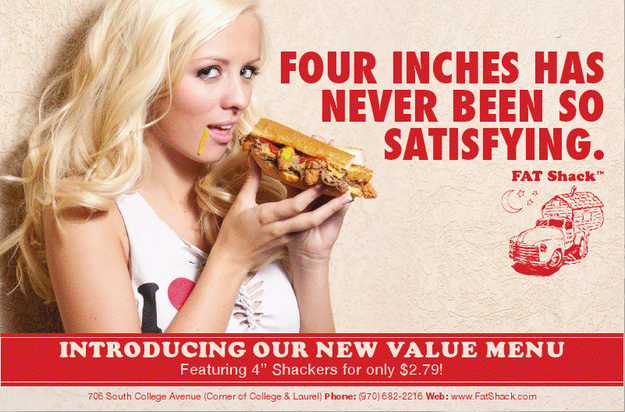 FOUR INCHES HAS
NEVER BEEN SO
SATISFYING.
FAT Shack™
I
INTRODUCING OUR NEW VALUE MENU
Featuring 4” Shackers for only $2.79!
706 South College Avenue (Corner of College & Laurel) Phone: (970) 682-2216 Web: www.FatShack.com